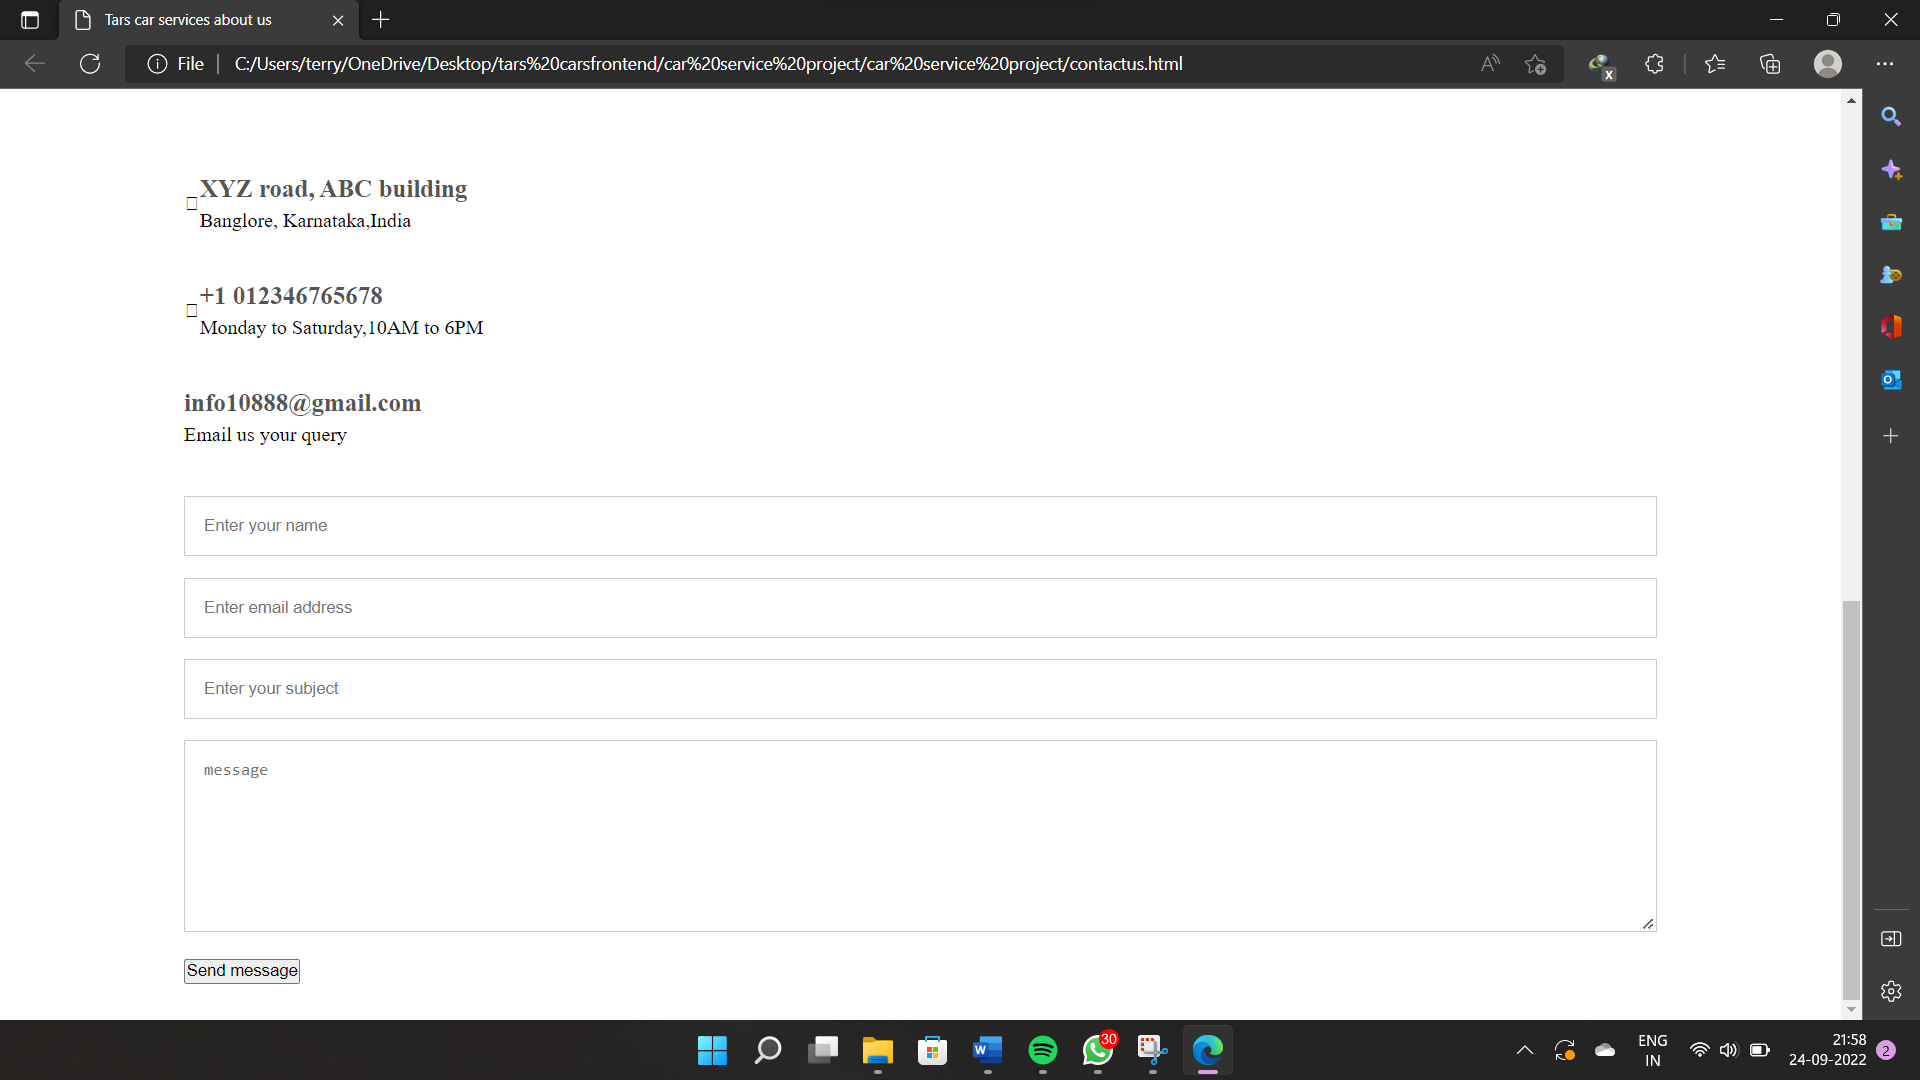 Tars car services about us
File
C:/Users/terry/OneDrive/Desktop/tars%20carsfrontend/car%20service%20project/car%20service%20project/contactus.html
XYZ road, ABC building
Banglore, Karnataka,India
+1 012346765678
Monday to Saturday,10AM to 6PM
info10888@gmail.com
Email us your query
Enter your name
Enter email address
Enter your subject
message
Send message
30
ENG
IN
21:58
24-09-2022
2